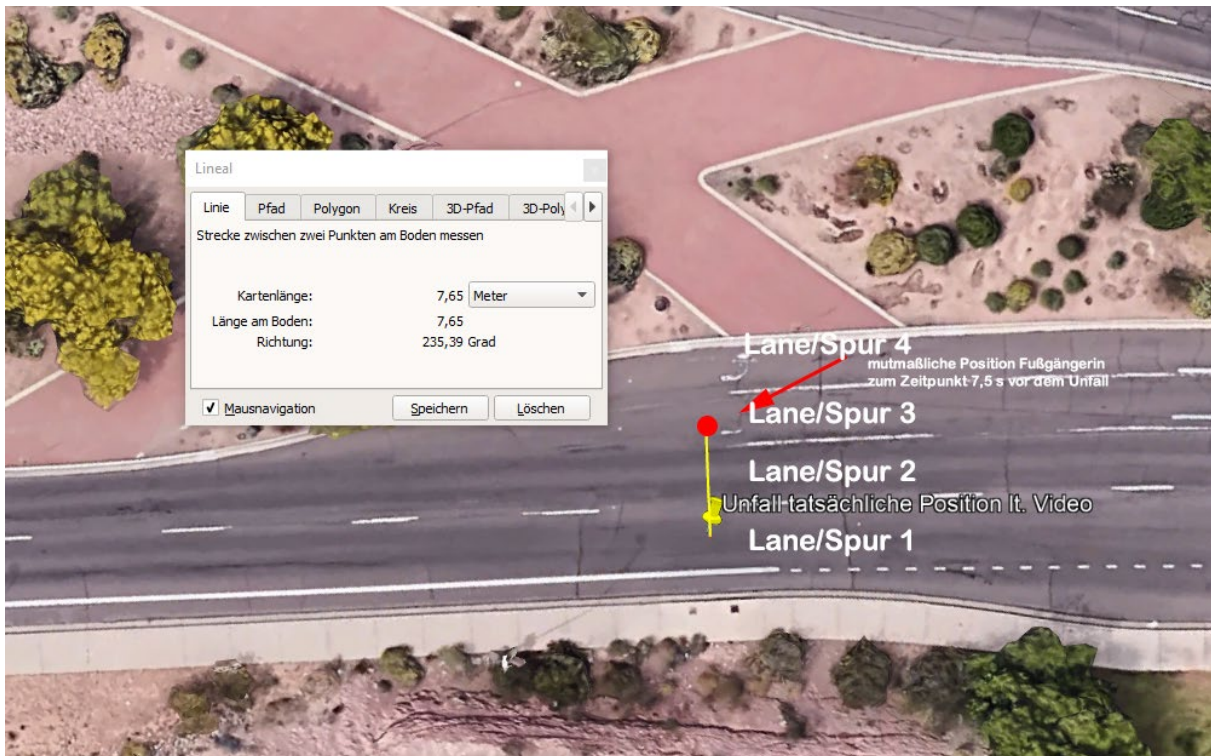 Lineal
Linie Pfad Polygon Kreis 3D-Pfad 3D-Poly
Strecke zwischen zwei Punkten am Boden messen
Kartenlänge: 7,65 Meter
Länge am Boden: 7,65
Richtung: 235,39 Grad
Mausnavigation Speichern Löschen
Lane/Spur 4
mutmaßliche Position Fußgängerin
zum Zeitpunkt 7,5 s vor dem Unfall
Lane/Spur 3
Lane/Spur 2
Unfall tatsächliche Position lt. Video
Lane/Spur 1